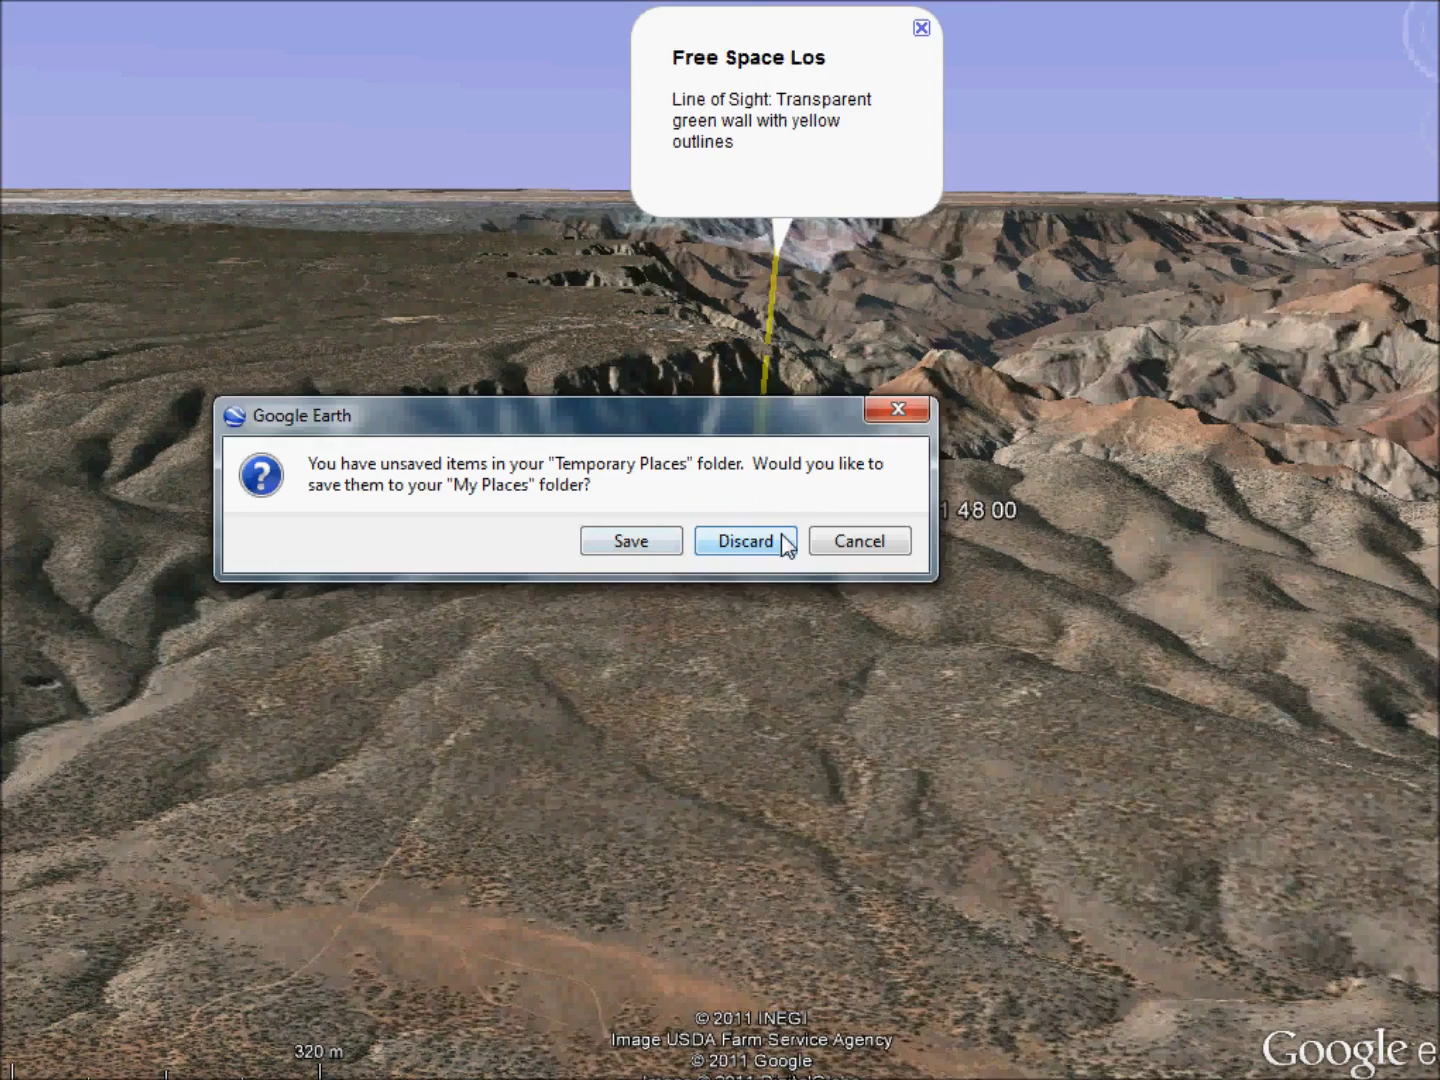 Free Space Los
Line of Sight: Transparent
green wall with yellow
outlines
Google Earth
You have unsaved items in your "Temporary Places" folder.  Would you like to
save them to your "My Places" folder?
Save
Discard
Cancel
48 00
© 2011 INEGI
Image USDA Farm Service Agency
© 2011 Google
320 m
Google e